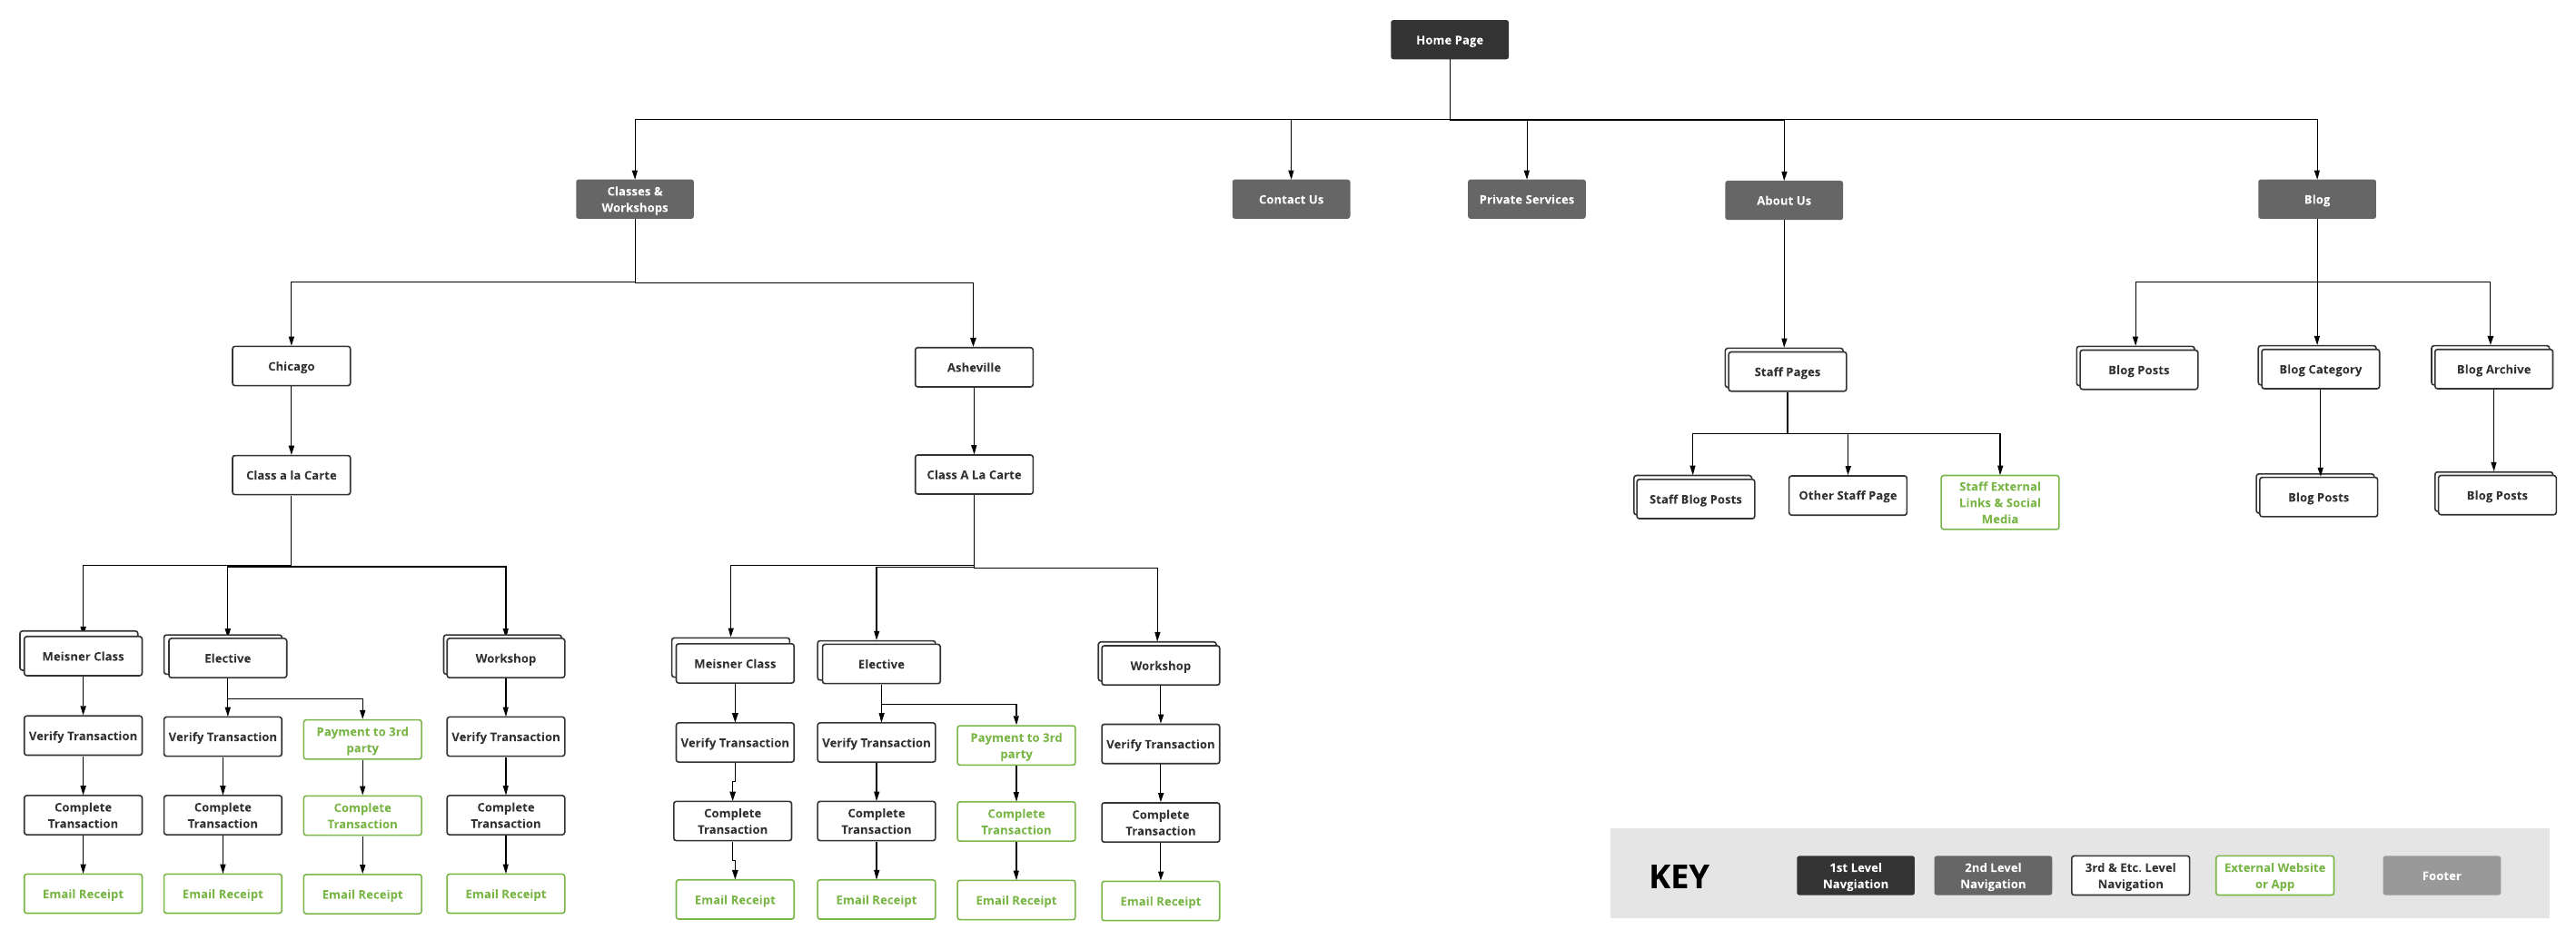 Home Page
Classes &
Workshops
Contact Us
Private Services
About Us
Blog
Chicago
Asheville
Staff Pages
Blog Posts
Blog Category
Blog Archive
Class a la Carte
Class A La Carte
Staff Blog Posts
Other Staff Page
Staff External
Links & Social
Media
Blog Posts
Blog Posts
Meisner Class
Elective
Workshop
Meisner Class
Elective
Workshop
Verify Transaction
Verify Transaction
Payment to 3rd
party
Verify Transaction
Verify Transaction
Verify Transaction
Payment to 3rd
party
Verify Transaction
Complete
Transaction
Complete
Transaction
Complete
Transaction
Complete
Transaction
Complete
Transaction
Complete
Transaction
Complete
Transaction
Complete
Transaction
Email Receipt
Email Receipt
Email Receipt
Email Receipt
Email Receipt
Email Receipt
Email Receipt
Email Receipt
KEY
1st Level
Navgiation
2nd Level
Navigation
3rd & Etc. Level
Navigation
External Website
or App
Footer